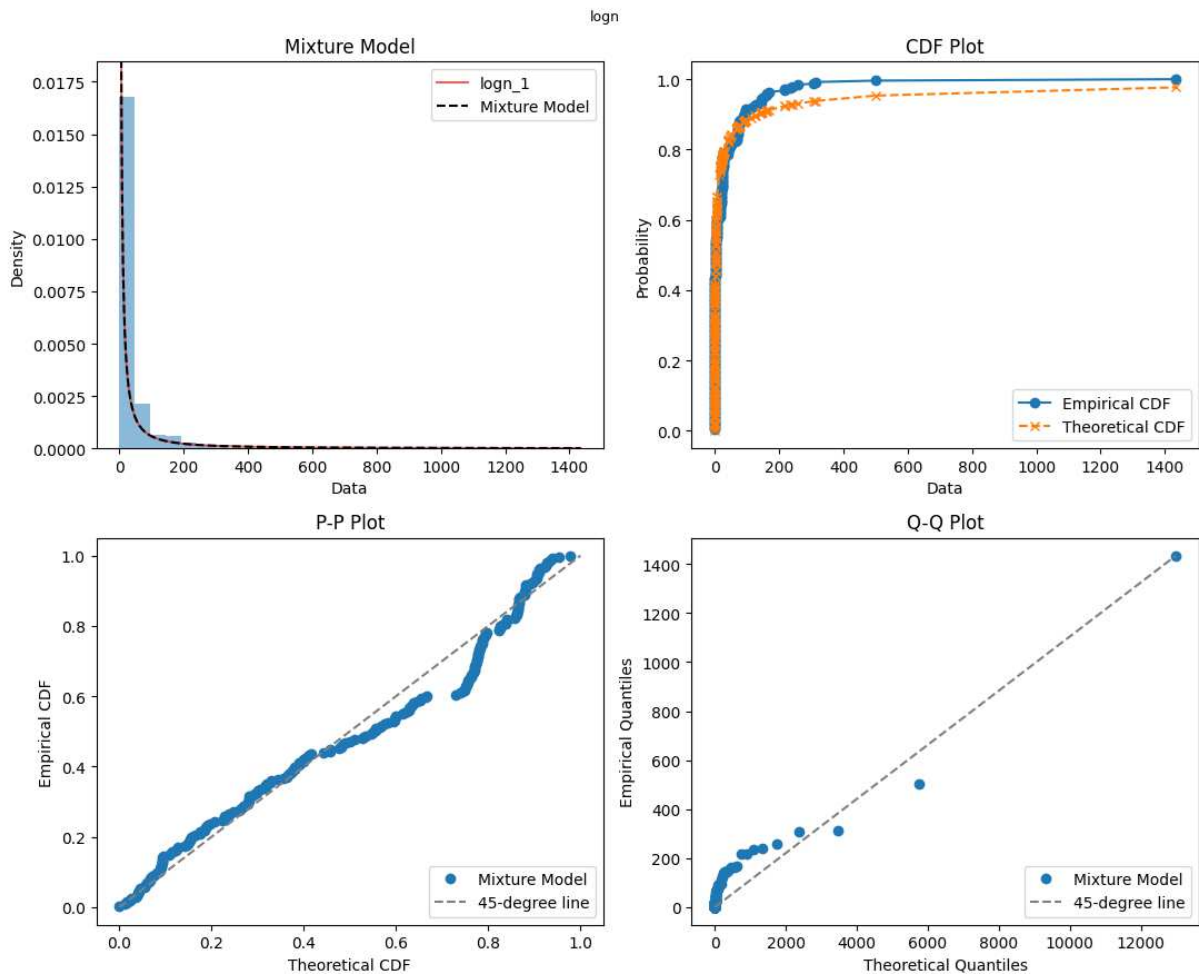 logn
Mixture Model
Density
0.0175
0.0150
0.0125
0.0100
0.0075
0.0050
0.0025
0.0000
0 200 400 600 800 1000 1200 1400
Data
logn_1
Mixture Model
CDF Plot
Probability
1.0
0.8
0.6
0.4
0.2
0.0
0 200 400 600 800 1000 1200 1400
Data
Empirical CDF
Theoretical CDF
P-P Plot
Empirical CDF
1.0
0.8
0.6
0.4
0.2
0.0
0.0 0.2 0.4 0.6 0.8 1.0
Theoretical CDF
Mixture Model
45-degree line
Q-Q Plot
Empirical Quantiles
1400
1200
1000
800
600
400
200
0
0 2000 4000 6000 8000 10000 12000
Theoretical Quantiles
Mixture Model
45-degree line